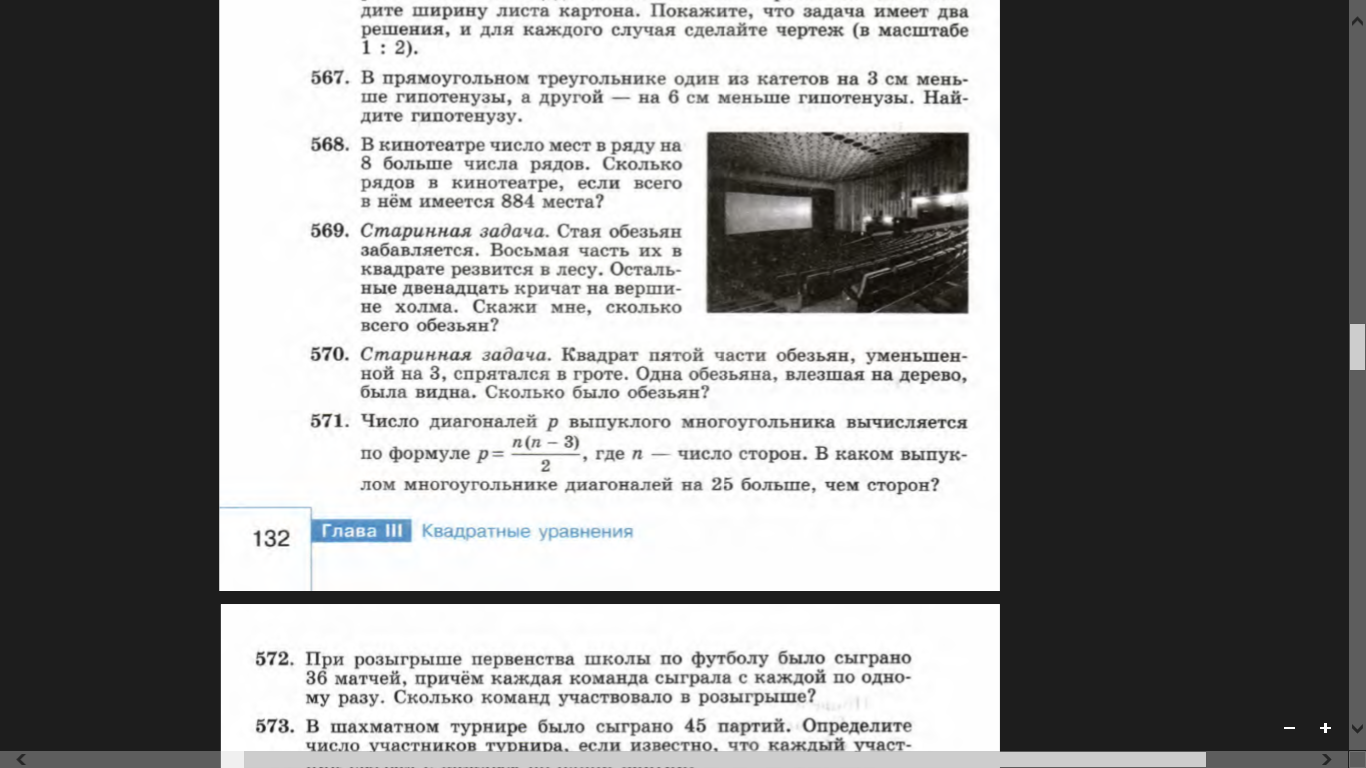 дите ширину листа картона. Покажите, что задача имеет два
решения, и для каждого случая сделайте чертеж (в масштабе
1 : 2).
567. В прямоугольном треугольнике один из катетов на 3 см мень-
ше гипотенузы, а другой — на 6 см меньше гипотенузы. Най-
дите гипотенузу.
568. В кинотеатре число мест в ряду на
8 больше числа рядов. Сколько
рядов в кинотеатре, если всего
в нём имеется 884 места?
569. Старинная задача. Стая обезьян
забавляется. Восьмая часть их в
квадрате резвится в лесу. Осталь-
ные двенадцать кричат на верши-
не холма. Скажи мне, сколько
всего обезьян?
570. Старинная задача. Квадрат пятой части обезьян, уменьшен-
ной на 3, спрятался в гроте. Одна обезьяна, влезшая на дерево,
была видна. Сколько было обезьян?
571. Число диагоналей p выпуклого многоугольника вычисляется
по формуле p = n(n − 3)/2, где n — число сторон. В каком выпук-
лом многоугольнике диагоналей на 25 больше, чем сторон?
132 Глава III Квадратные уравнения
572. При розыгрыше первенства школы по футболу было сыграно
36 матчей, причём каждая команда сыграла с каждой по одно-
му разу. Сколько команд участвовало в розыгрыше?
573. В шахматном турнире было сыграно 45 партий. Определите
число участников турнира, если известно, что каждый участ-